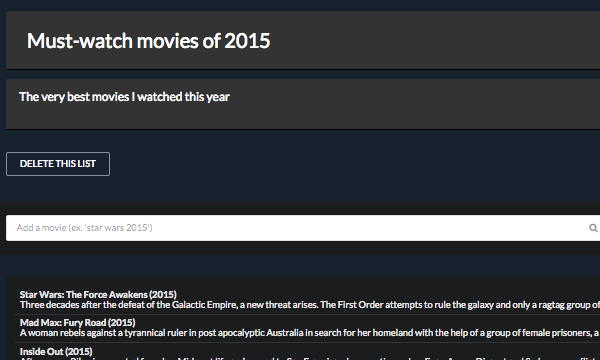 Must-watch movies of 2015
The very best movies I watched this year
DELETE THIS LIST
Add a movie (ex. 'star wars 2015')
Star Wars: The Force Awakens (2015)
Three decades after the defeat of the Galactic Empire, a new threat arises. The First Order attempts to rule the galaxy and only a ragtag group of
Mad Max: Fury Road (2015)
A woman rebels against a tyrannical ruler in post apocalyptic Australia in search for her homeland with the help of a group of female prisoners, a
Inside Out (2015)